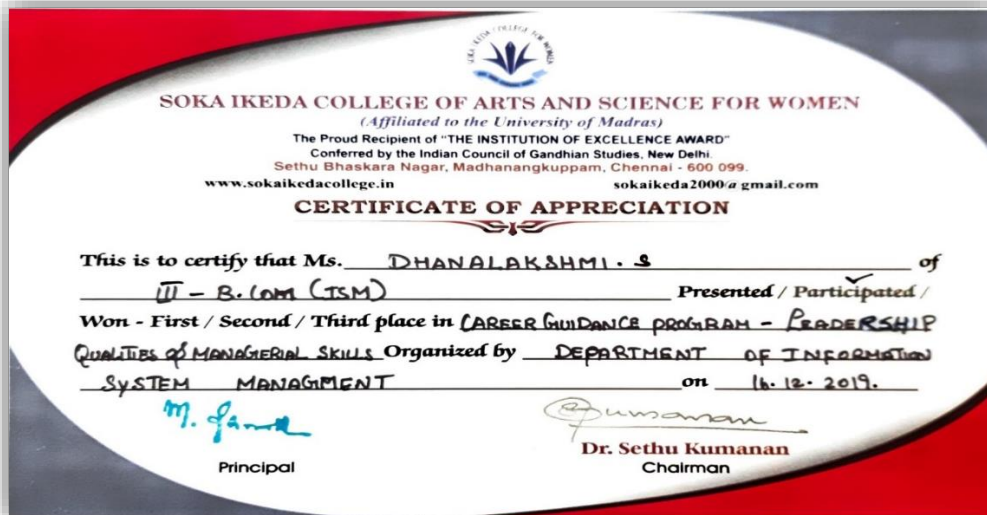 SOKA IKEDA COLLEGE OF ARTS AND SCIENCE FOR WOMEN
(Affiliated to the University of Madras)
The Proud Recipient of "THE INSTITUTION OF EXCELLENCE AWARD"
Conferred by the Indian Council of Gandhian Studies, New Delhi.
Sethu Bhaskara Nagar, Madhanangkuppam, Chennai - 600 099.
www.sokaikedacollege.in sokaikeda2000@gmail.com
CERTIFICATE OF APPRECIATION
This is to certify that Ms. DHANALAKSHMI. S of
III - B. Com (ISM) Presented / Participated /
Won - First / Second / Third place in CAREER GUIDANCE PROGRAM - LEADERSHIP
QUALITIES of MANAGERIAL SKILLS Organized by DEPARTMENT OF INFORMATION
SYSTEM MANAGMENT on 16. 12. 2019.
Dr. Sethu Kumanan
Principal Chairman